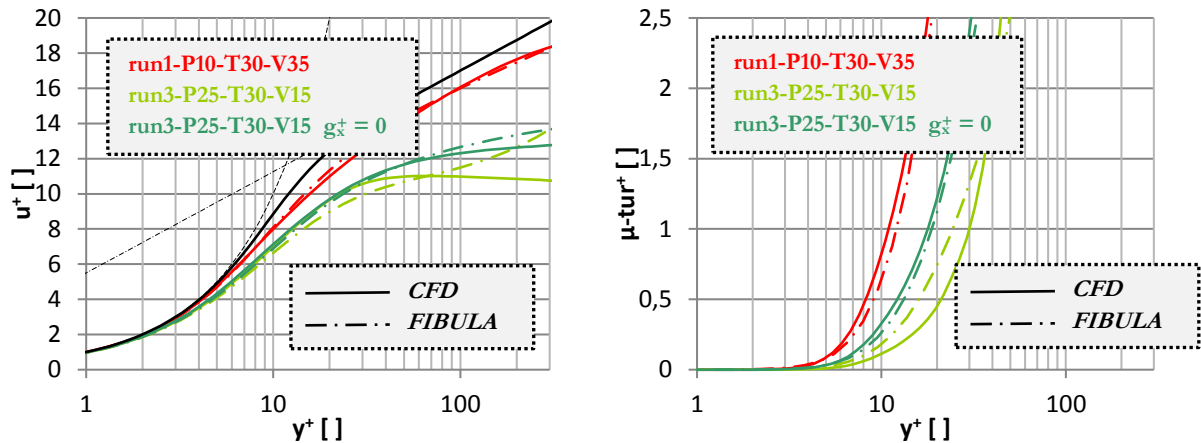 20
18
16
14
12
10
8
6
4
2
0
u⁺ [ ]
run1-P10-T30-V35
run3-P25-T30-V15
run3-P25-T30-V15 gₓ⁺ = 0
CFD
FIBULA
1
10
100
y⁺ [ ]
2,5
2
1,5
1
0,5
0
μ-tur⁺ [ ]
run1-P10-T30-V35
run3-P25-T30-V15
run3-P25-T30-V15 gₓ⁺ = 0
CFD
FIBULA
1
10
100
y⁺ [ ]